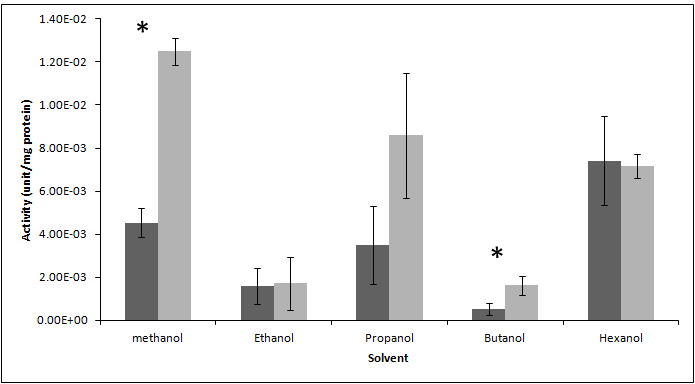 1.40E-02
1.20E-02
1.00E-02
8.00E-03
6.00E-03
4.00E-03
2.00E-03
0.00E+00
Activity (unit/mg protein)
*
*
methanol Ethanol Propanol Butanol Hexanol
Solvent